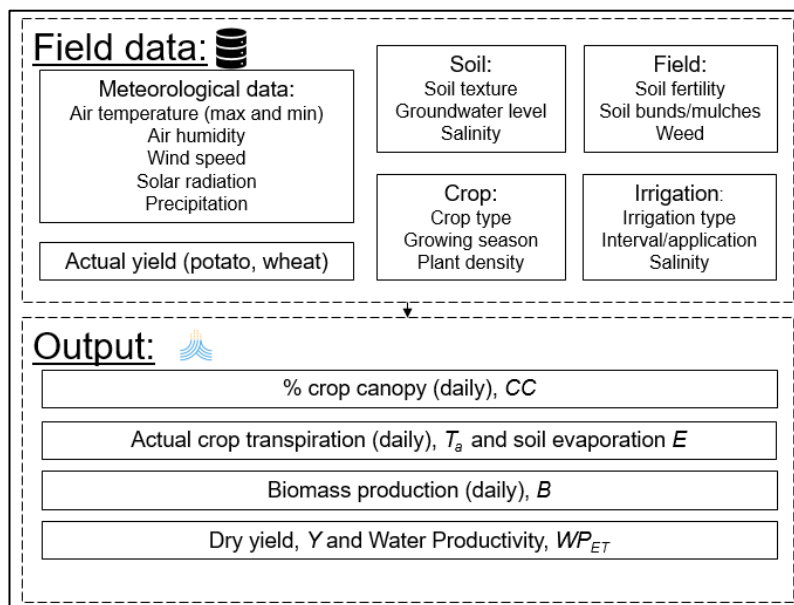 Field data:
Meteorological data:
Air temperature (max and min)
Air humidity
Wind speed
Solar radiation
Precipitation
Actual yield (potato, wheat)
Soil:
Soil texture
Groundwater level
Salinity
Field:
Soil fertility
Soil bunds/mulches
Weed
Crop:
Crop type
Growing season
Plant density
Irrigation:
Irrigation type
Interval/application
Salinity
Output:
% crop canopy (daily), CC
Actual crop transpiration (daily), Ta and soil evaporation E
Biomass production (daily), B
Dry yield, Y and Water Productivity, WPET